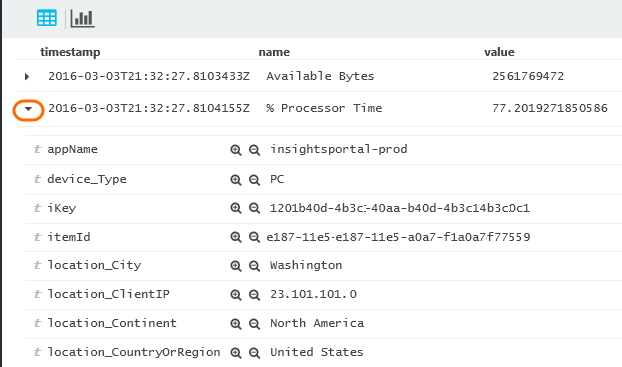 timestamp name value
2016-03-03T21:32:27.8103433Z Available Bytes 2561769472
2016-03-03T21:32:27.8104155Z % Processor Time 77.2019271850586
t appName insightsportal-prod
t device_Type PC
t iKey 1201b40d-4b3c-40aa-b40d-4b3c14b3c0c1
t itemId e187-11e5-e187-11e5-a0a7-f1a0a7f77559
t location_City Washington
t location_ClientIP 23.101.101.0
t location_Continent North America
t location_CountryOrRegion United States